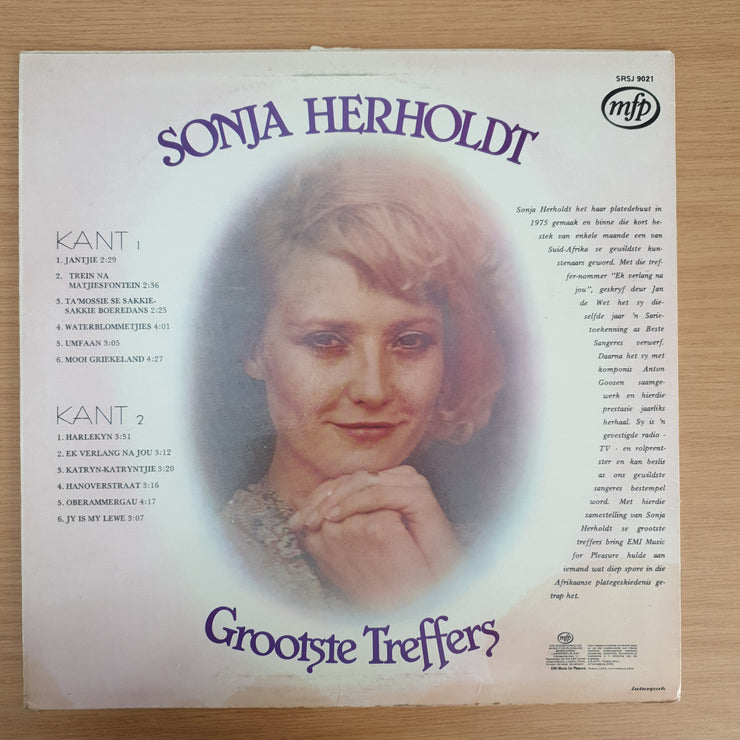 SRSJ 9021
mfp
SONJA HERHOLDT
KANT 1
1. JANTJIE 2:29
2. TREIN NA
MATJIESFONTEIN 2:36
3. TA'MOSSIE SE SAKKIE-
SAKKIE BOEREDANS 2:25
4. WATERBLOMMETJIES 4:01
5. UMFAAN 3:05
6. MOOI GRIEKELAND 4:27
KANT 2
1. HARLEKYN 3:51
2. EK VERLANG NA JOU 3:12
3. KATRYN-KATRYNTJIE 3:20
4. HANOVERSTRAAT 3:16
5. OBERAMMERGAU 4:17
6. JY IS MY LEWE 3:07
Sonja Herholdt het haar platedebuut in
1975 gemaak en binne die kort be-
stek van enkele maande een van
Suid-Afrika se gewildste kun-
stenaars geword. Met die tref-
fer-nommer "Ek verlang na
jou", geskryf deur Jan
de Wet het sy die-
selfde jaar 'n Sarie-
toekenning as Beste
Sangeres verwerf.
Daarna het sy met
komponis Anton
Goosen saamge-
werk en hierdie
prestasie jaarliks
herhaal. Sy is 'n
gevestigde radio -
TV - en rolprent-
ster en kan beslis
as ons gewildste
sangeres bestempel
word. Met hierdie
samestelling van Sonja
Herholdt se grootste
treffers bring EMI Music
for Pleasure hulde aan
iemand wat diep spore in die
Afrikaanse plategeskiedenis ge-
trap het.
Grootste Treffers
mfp
EMI Music for Pleasure
interpak